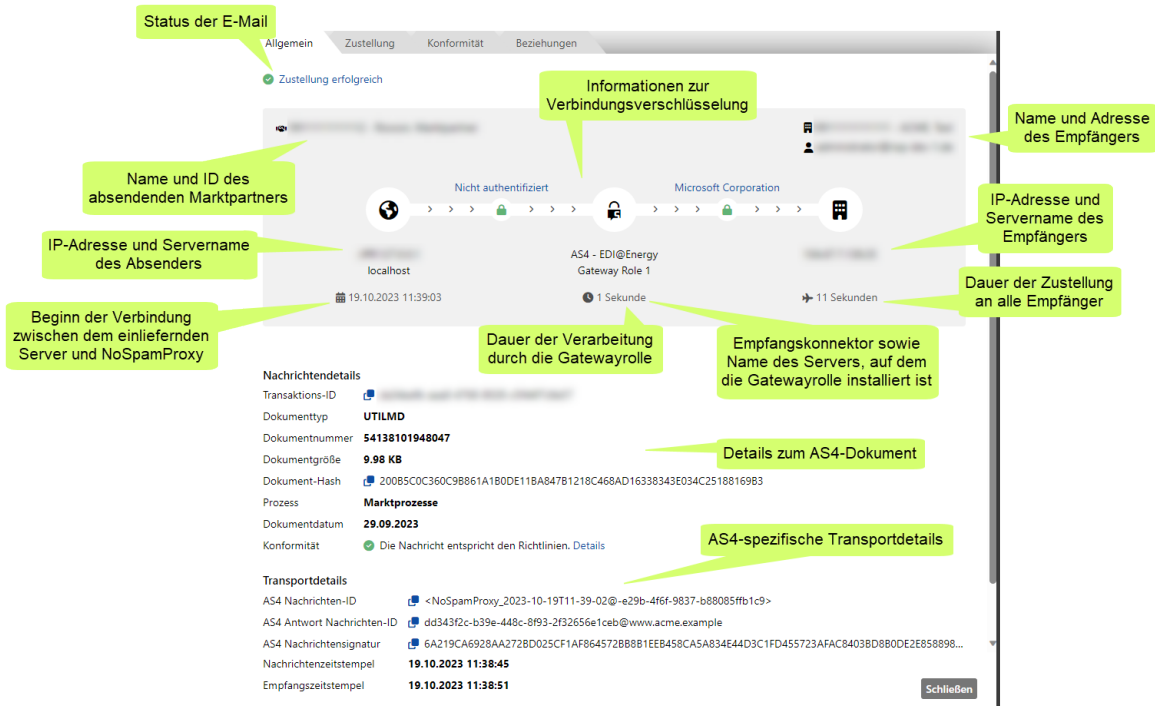 Status der E-Mail
Allgemein Zustellung Konformität Beziehungen
Zustellung erfolgreich
Informationen zur
Verbindungsverschlüsselung
Name und Adresse
des Empfängers
Name und ID des
absendenden Marktpartners
Nicht authentifiziert
Microsoft Corporation
IP-Adresse und
Servername des
Empfängers
IP-Adresse und Servername
des Absenders
localhost
AS4 - EDI@Energy
Gateway Role 1
19.10.2023 11:39:03
1 Sekunde
11 Sekunden
Dauer der Zustellung
an alle Empfänger
Beginn der Verbindung
zwischen dem einliefernden
Server und NoSpamProxy
Dauer der Verarbeitung
durch die Gatewayrolle
Empfangskonnektor sowie
Name des Servers, auf dem
die Gatewayrolle installiert ist
Nachrichtendetails
Transaktions-ID
Dokumenttyp UTILMD
Dokumentnummer 54138101948047
Details zum AS4-Dokument
Dokumentgröße 9.98 KB
Dokument-Hash 200B5C0C360C9B861A1B0DE11BA847B1218C468AD16338343E034C25188169B3
Prozess Marktprozesse
Dokumentdatum 29.09.2023
Konformität Die Nachricht entspricht den Richtlinien. Details
AS4-spezifische Transportdetails
Transportdetails
AS4 Nachrichten-ID <NoSpamProxy_2023-10-19T11-39-02@-e29b-4f6f-9837-b88085ffb1c9>
AS4 Antwort Nachrichten-ID dd343f2c-b39e-448c-8f93-2f32656e1ceb@www.acme.example
AS4 Nachrichtensignatur 6A219CA6928AA272BD025CF1AF864572BB8B1EEB458CA5A834E44D3C1FD455723AFAC8403BD8B0DE2E858898...
Nachrichtenzeitstempel 19.10.2023 11:38:45
Empfangszeitstempel 19.10.2023 11:38:51
Schließen